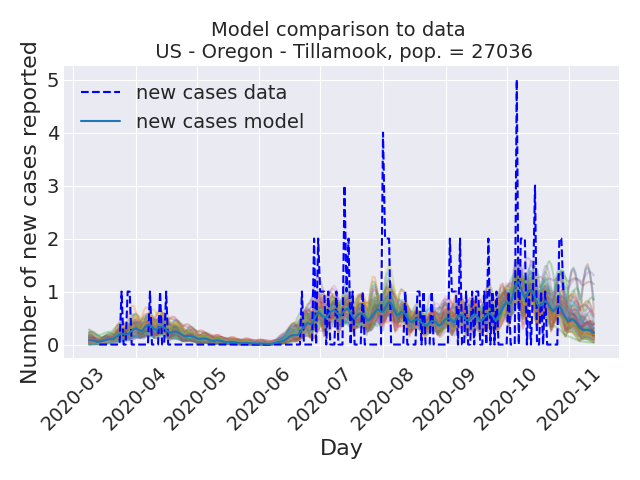 Model comparison to data
US - Oregon - Tillamook, pop. = 27036
Number of new cases reported
5
4
3
2
1
0
new cases data
new cases model
2020-03
2020-04
2020-05
2020-06
2020-07
2020-08
2020-09
2020-10
2020-11
Day